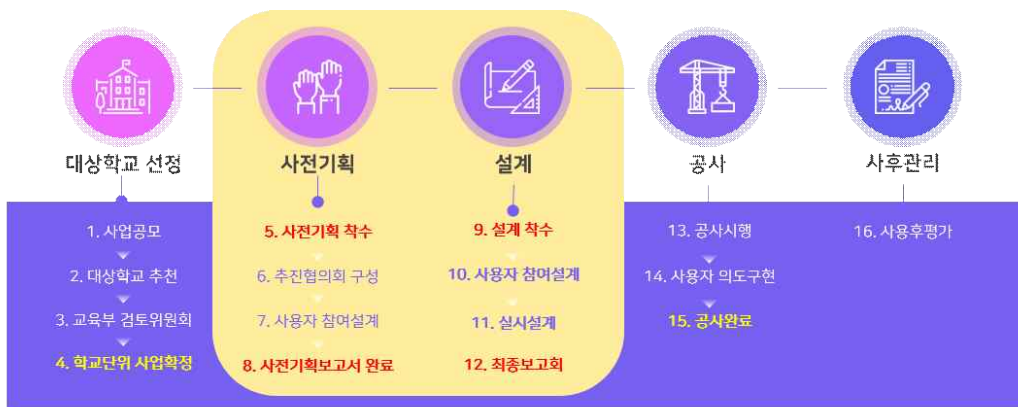 대상학교 선정
사전기획
설계
공사
사후관리
1. 사업공모
2. 대상학교 추천
3. 교육부 검토위원회
4. 학교단위 사업확정
5. 사전기획 착수
6. 추진협의회 구성
7. 사용자 참여설계
8. 사전기획보고서 완료
9. 설계 착수
10. 사용자 참여설계
11. 실시설계
12. 최종보고회
13. 공사시행
14. 사용자 의도구현
15. 공사완료
16. 사용후평가